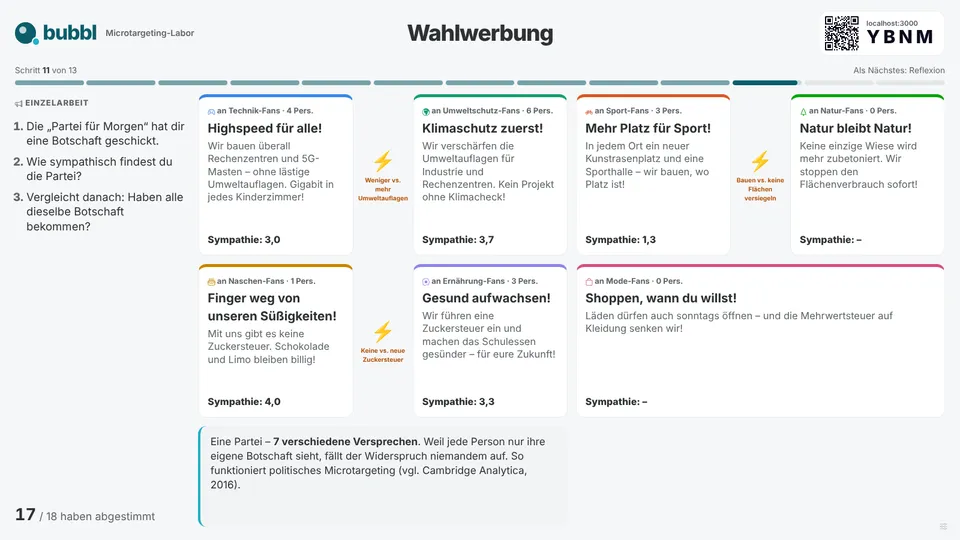 bubbl
Microtargeting-Labor
Wahlwerbung
localhost:3000
YBNM
Schritt 11 von 13
Als Nächstes: Reflexion
EINZELARBEIT
1. Die „Partei für Morgen“ hat dir
eine Botschaft geschickt.
2. Wie sympathisch findest du
die Partei?
3. Vergleicht danach: Haben alle
dieselbe Botschaft
bekommen?
an Technik-Fans · 4 Pers.
Highspeed für alle!
Wir bauen überall
Rechenzentren und 5G-
Masten – ohne lästige
Umweltauflagen. Gigabit in
jedes Kinderzimmer!
Sympathie: 3,0
Weniger vs.
mehr
Umweltauflagen
an Umweltschutz-Fans · 6 Pers.
Klimaschutz zuerst!
Wir verschärfen die
Umweltauflagen für
Industrie und
Rechenzentren. Kein Projekt
ohne Klimacheck!
Sympathie: 3,7
an Sport-Fans · 3 Pers.
Mehr Platz für Sport!
In jedem Ort ein neuer
Kunstrasenplatz und eine
Sporthalle – wir bauen, wo
Platz ist!
Sympathie: 1,3
Bauen vs. keine
Flächen
versiegeln
an Natur-Fans · 0 Pers.
Natur bleibt Natur!
Keine einzige Wiese wird
mehr zubetoniert. Wir
stoppen den
Flächenverbrauch sofort!
Sympathie: –
an Naschen-Fans · 1 Pers.
Finger weg von
unseren Süßigkeiten!
Mit uns gibt es keine
Zuckersteuer. Schokolade
und Limo bleiben billig!
Sympathie: 4,0
Keine vs. neue
Zuckersteuer
an Ernährung-Fans · 3 Pers.
Gesund aufwachsen!
Wir führen eine
Zuckersteuer ein und
machen das Schulessen
gesünder – für eure Zukunft!
Sympathie: 3,3
an Mode-Fans · 0 Pers.
Shoppen, wann du willst!
Läden dürfen auch sonntags öffnen – und die Mehrwertsteuer auf
Kleidung senken wir!
Sympathie: –
Eine Partei – 7 verschiedene Versprechen. Weil jede Person nur ihre
eigene Botschaft sieht, fällt der Widerspruch niemandem auf. So
funktioniert politisches Microtargeting (vgl. Cambridge Analytica,
2016).
17 / 18 haben abgestimmt